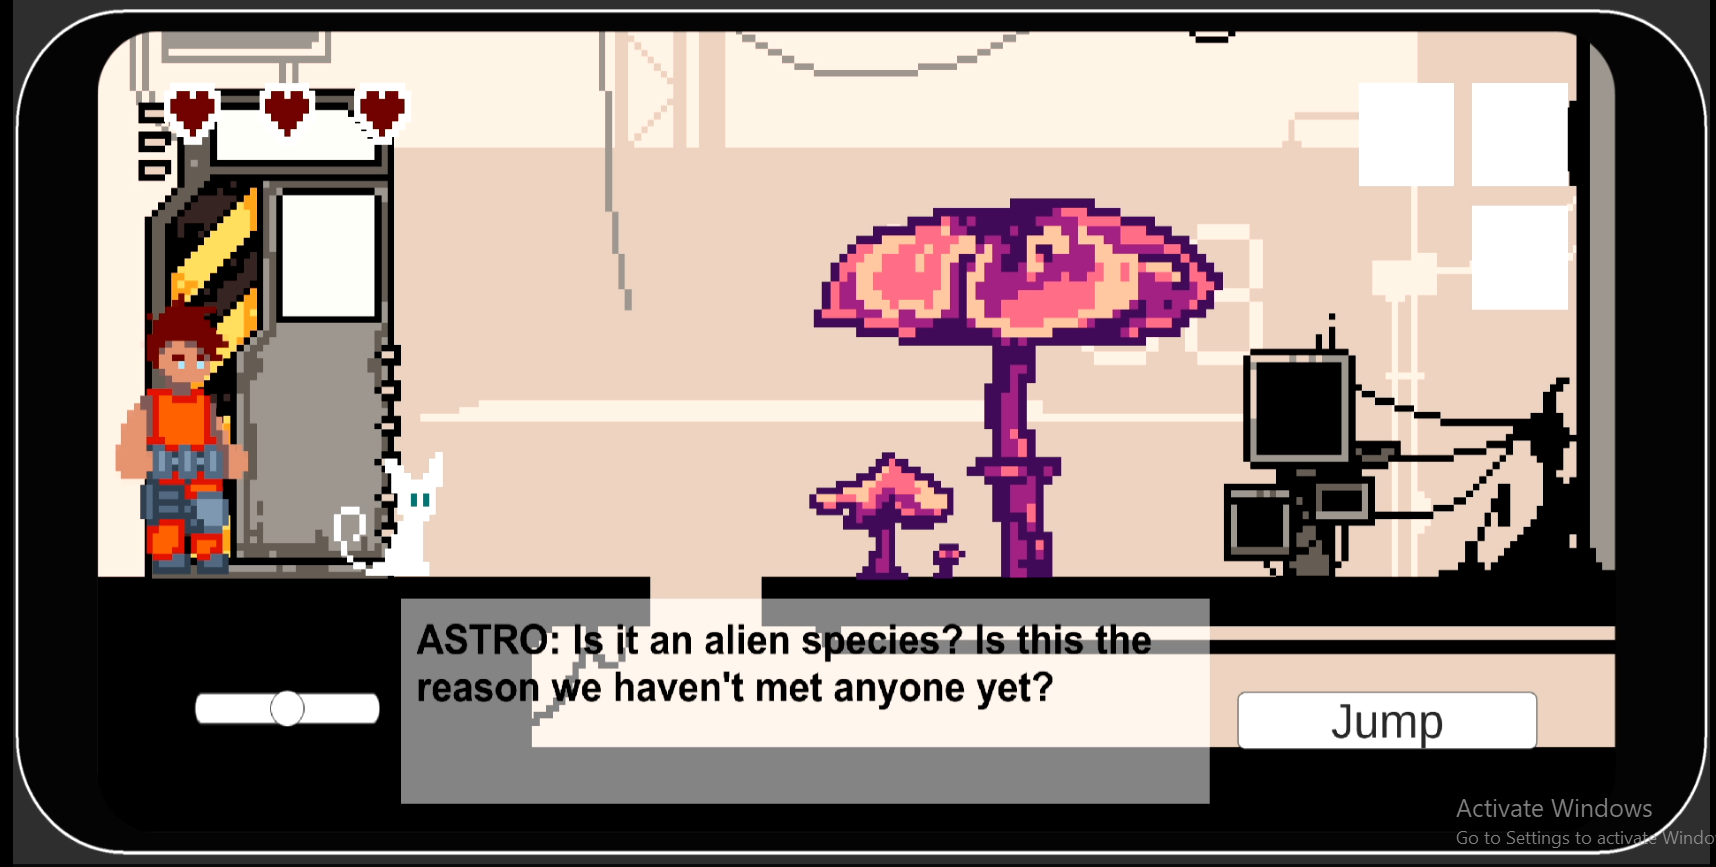 ASTRO: Is it an alien species? Is this the
reason we haven't met anyone yet?
Jump
Activate Windows
Go to Settings to activate Windo